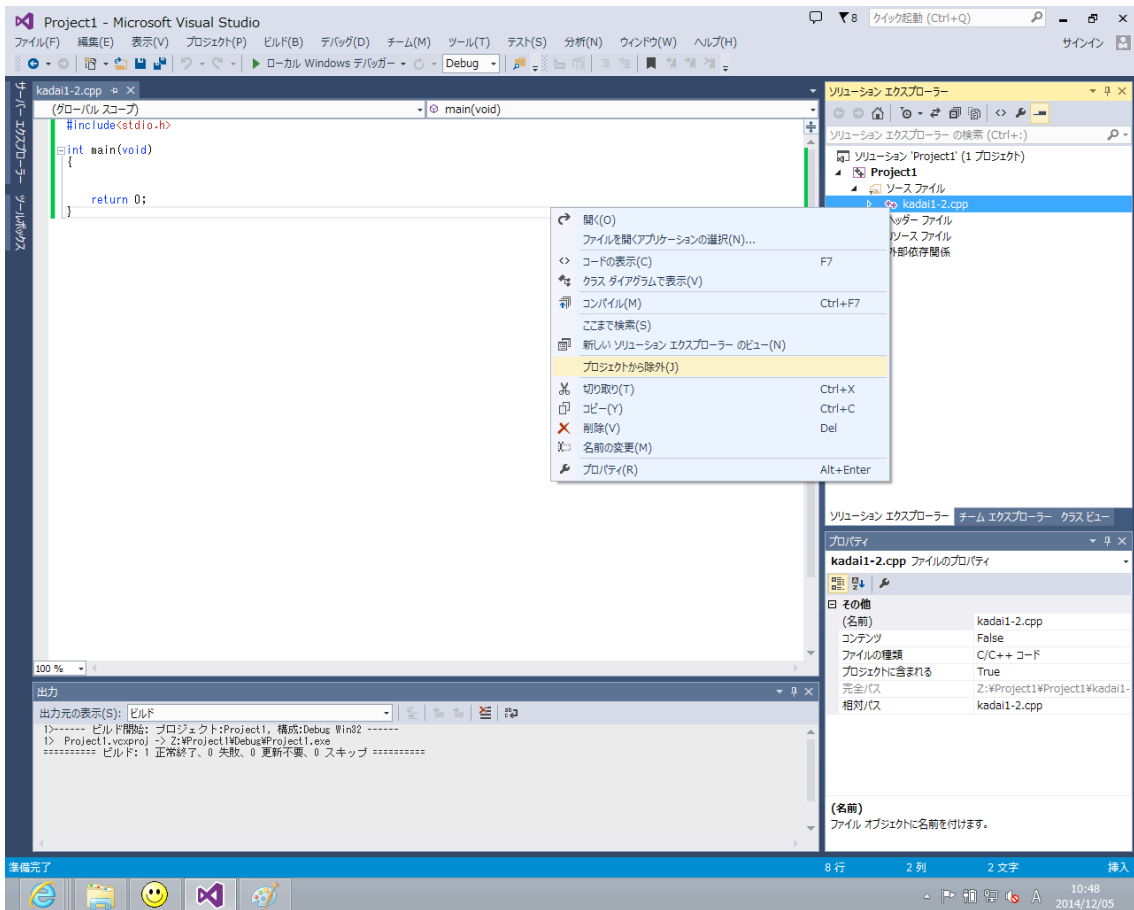 Project1 - Microsoft Visual Studio
8
クイック起動 (Ctrl+Q)
ファイル(F) 編集(E) 表示(V) プロジェクト(P) ビルド(B) デバッグ(D) チーム(M) ツール(T) テスト(S) 分析(N) ウィンドウ(W) ヘルプ(H)
サインイン
ローカル Windows デバッガー
Debug
サーバー エクスプローラー
ツールボックス
kadai1-2.cpp
(グローバル スコープ)
main(void)
#include<stdio.h>
int main(void)
{
return 0;
}
開く(O)
ファイルを開くアプリケーションの選択(N)...
コードの表示(C) F7
クラス ダイアグラムで表示(V)
コンパイル(M) Ctrl+F7
ここまで検索(S)
新しい ソリューション エクスプローラー のビュー(N)
プロジェクトから除外(J)
切り取り(T) Ctrl+X
コピー(Y) Ctrl+C
削除(V) Del
名前の変更(M)
プロパティ(R) Alt+Enter
ソリューション エクスプローラー
ソリューション エクスプローラー の検索 (Ctrl+:)
ソリューション 'Project1' (1 プロジェクト)
Project1
ソース ファイル
kadai1-2.cpp
ヘッダー ファイル
リソース ファイル
外部依存関係
ソリューション エクスプローラー チーム エクスプローラー クラス ビュー
プロパティ
kadai1-2.cpp ファイルのプロパティ
その他
(名前) kadai1-2.cpp
コンテンツ False
ファイルの種類 C/C++ コード
プロジェクトに含まれる True
完全パス Z:¥Project1¥Project1¥kadai1-
相対パス kadai1-2.cpp
(名前)
ファイル オブジェクトに名前を付けます。
100 %
出力
出力元の表示(S): ビルド
1>------ ビルド開始: プロジェクト:Project1, 構成:Debug Win32 ------
1> Project1.vcxproj -> Z:¥Project1¥Debug¥Project1.exe
========== ビルド: 1 正常終了、0 失敗、0 更新不要、0 スキップ ==========
準備完了
8 行 2 列 2 文字 挿入
A
10:48
2014/12/05